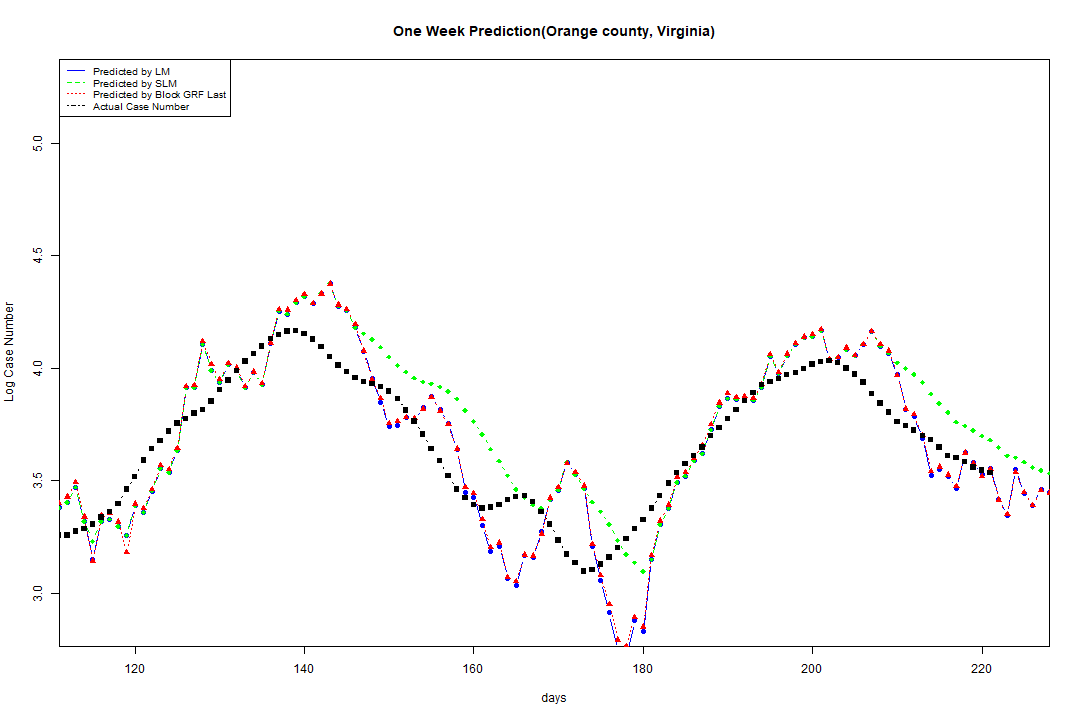 One Week Prediction(Orange county, Virginia)
Predicted by LM
Predicted by SLM
Predicted by Block GRF Last
Actual Case Number
Log Case Number
5.0
4.5
4.0
3.5
3.0
120 140 160 180 200 220
days